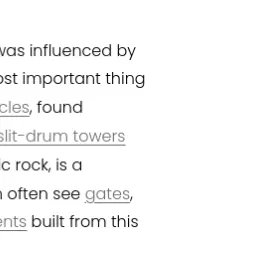 was influenced by
ost important thing
cles, found
slit-drum towers
c rock, is a
n often see gates,
ents built from this